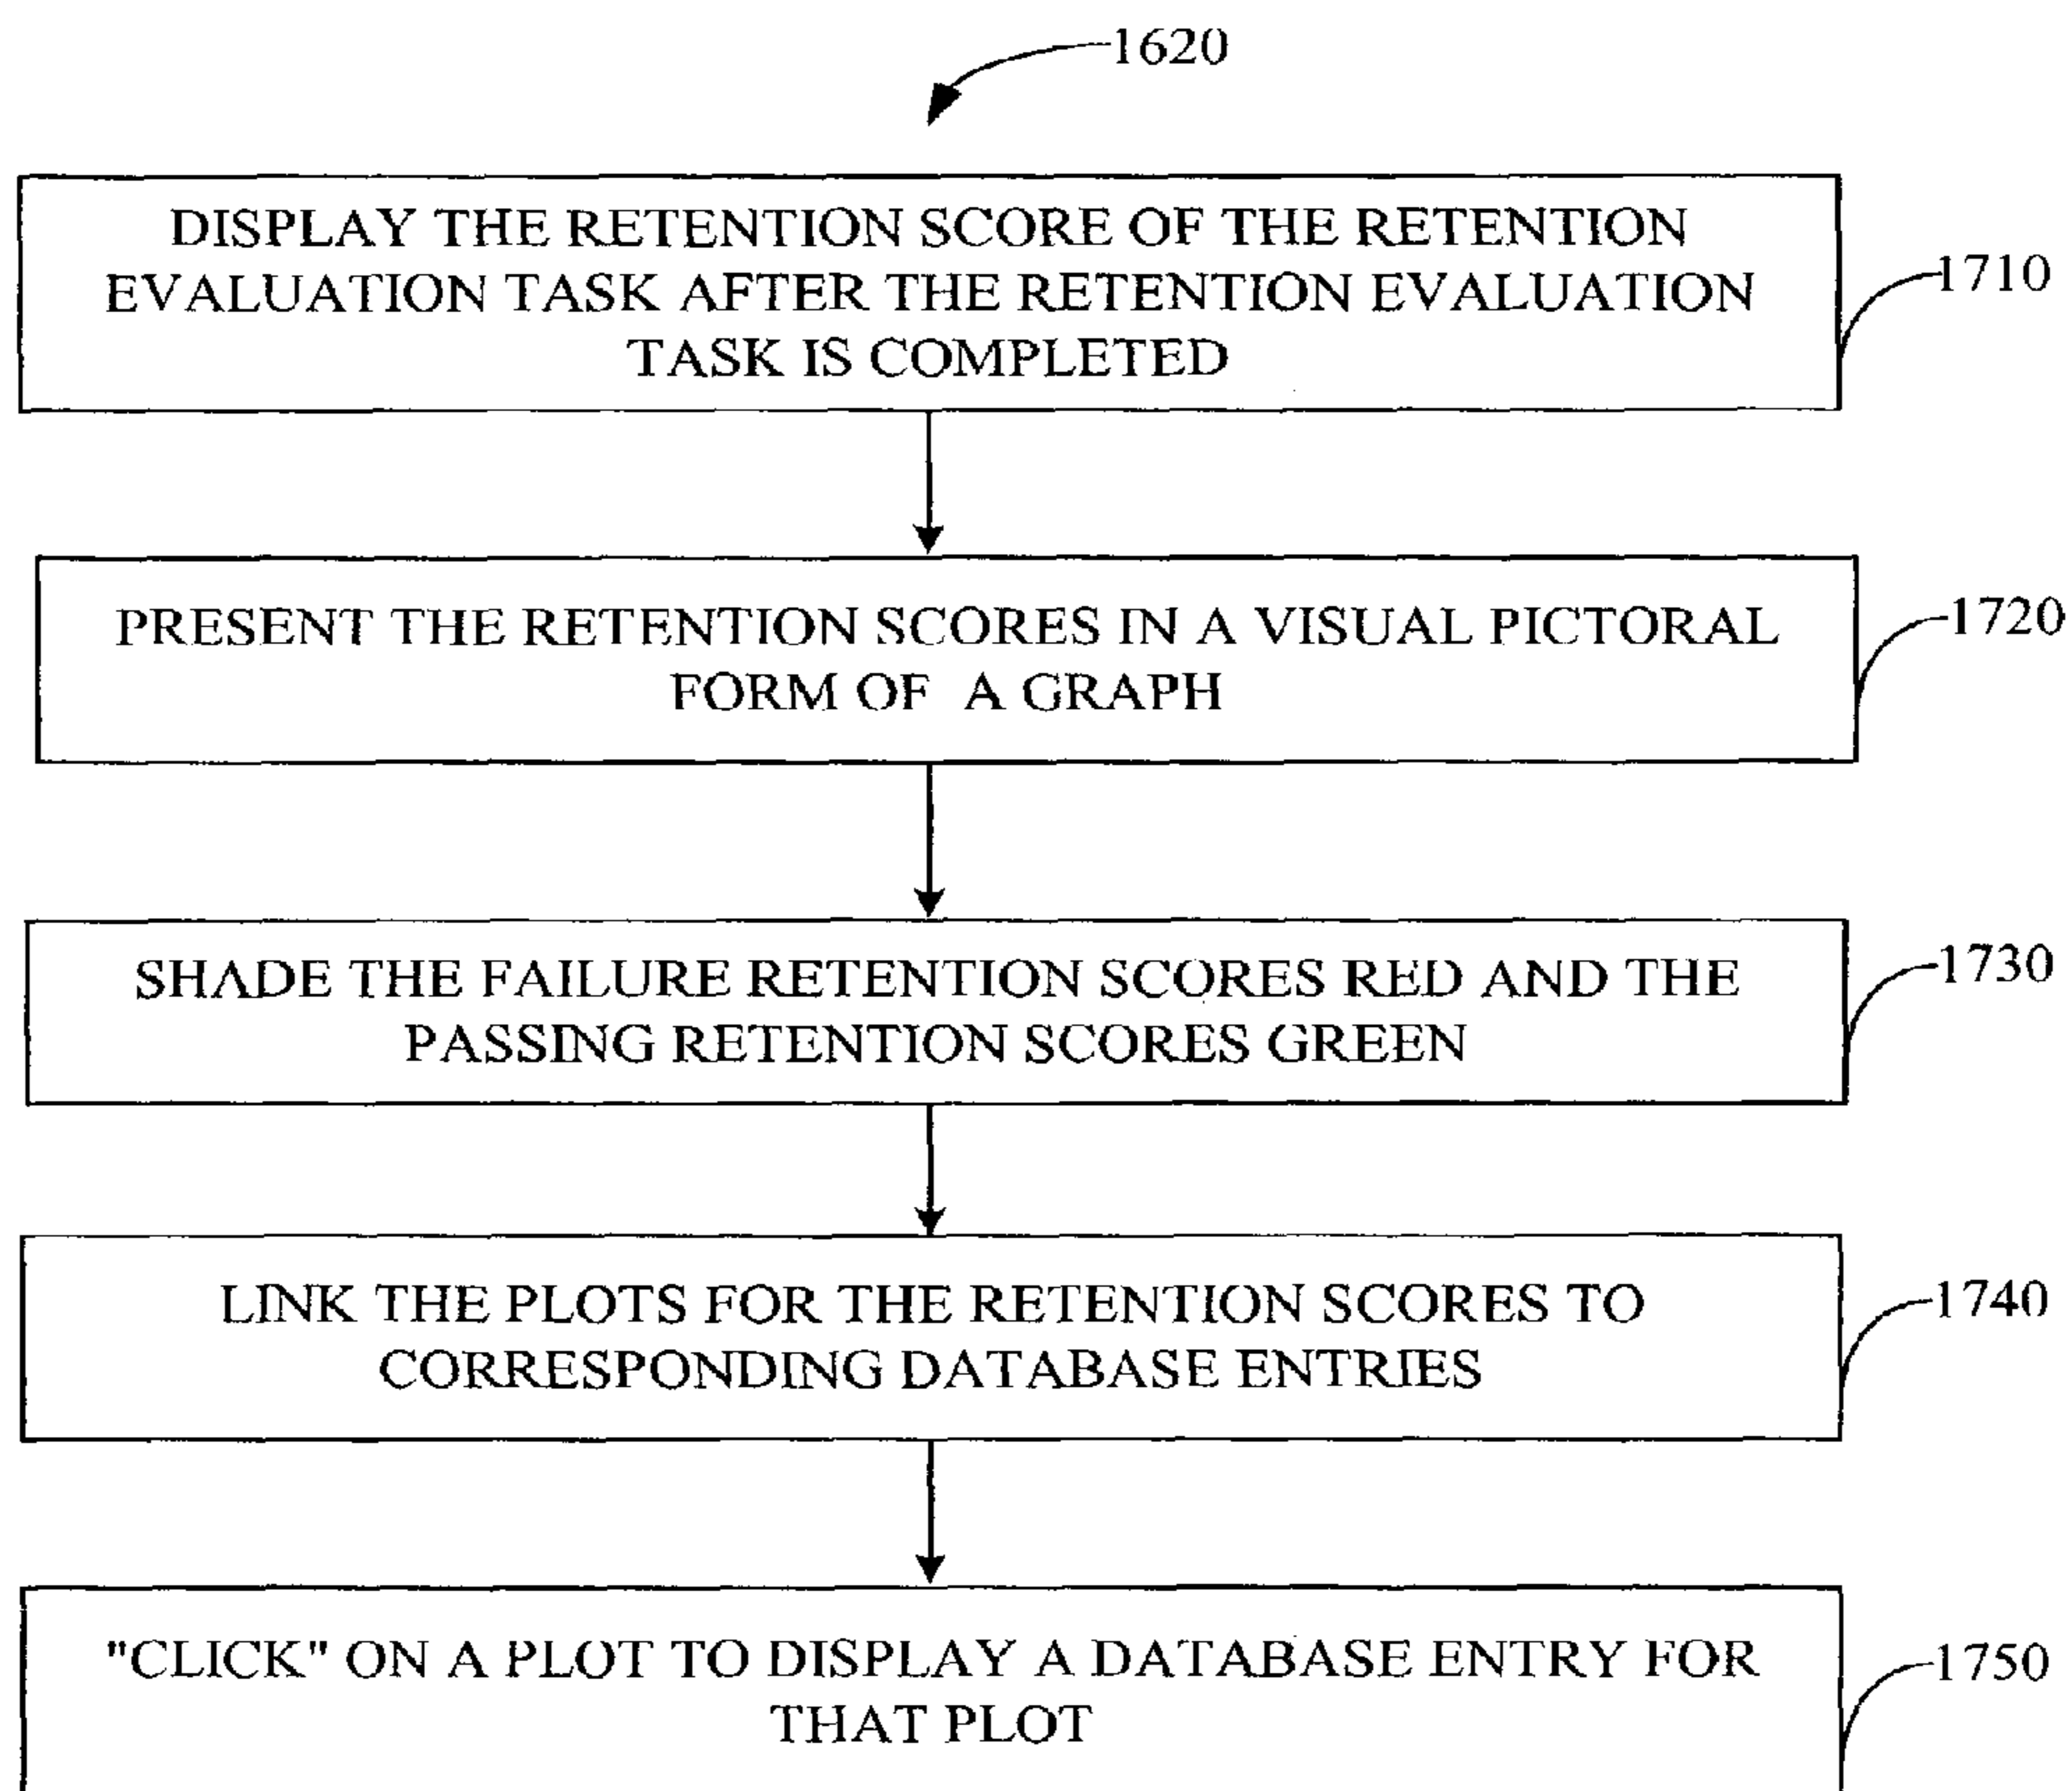 1620
DISPLAY THE RETENTION SCORE OF THE RETENTION
EVALUATION TASK AFTER THE RETENTION EVALUATION
TASK IS COMPLETED
1710
PRESENT THE RETENTION SCORES IN A VISUAL PICTORAL
FORM OF A GRAPH
1720
SHADE THE FAILURE RETENTION SCORES RED AND THE
PASSING RETENTION SCORES GREEN
1730
LINK THE PLOTS FOR THE RETENTION SCORES TO
CORRESPONDING DATABASE ENTRIES
1740
"CLICK" ON A PLOT TO DISPLAY A DATABASE ENTRY FOR
THAT PLOT
1750